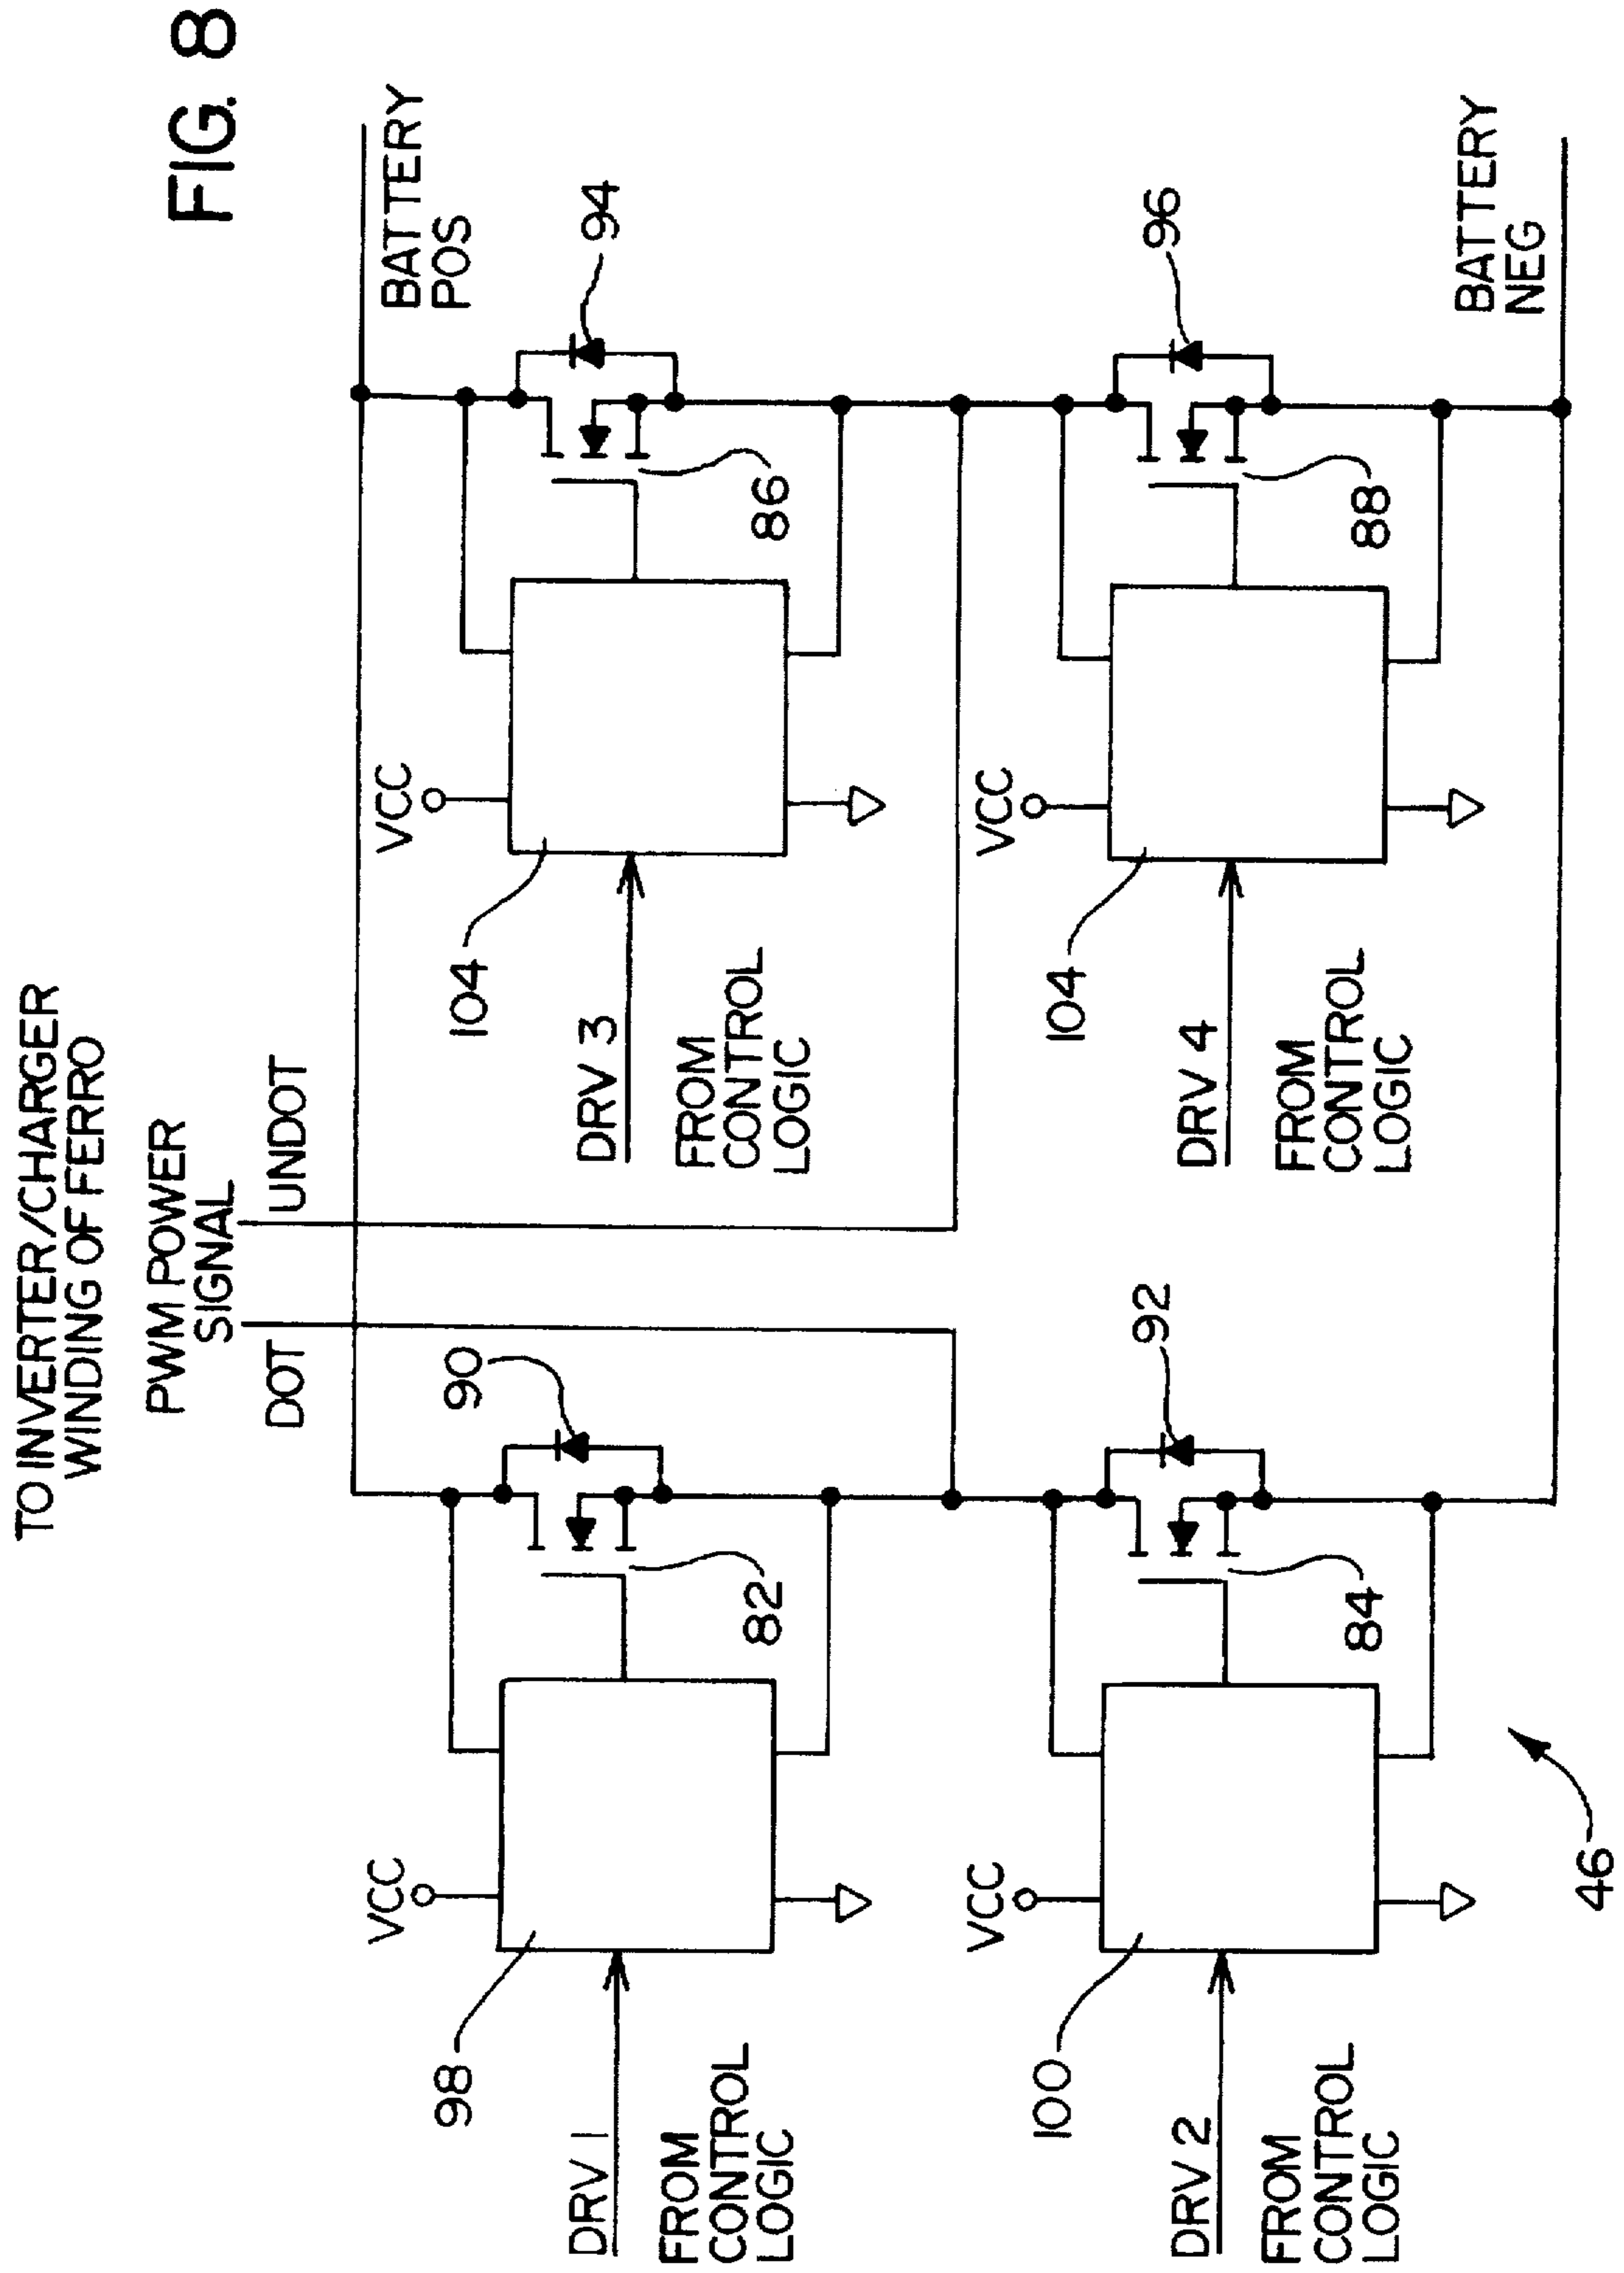 FIG. 8
TO INVERTER/CHARGER
WINDING OF FERRO
PWM POWER
SIGNAL
DOT
UNDOT
BATTERY
POS
VCC
98
90
DRV 1
FROM
CONTROL
LOGIC
82
VCC
104
94
DRV 3
FROM
CONTROL
LOGIC
86
VCC
100
92
DRV 2
FROM
CONTROL
LOGIC
84
VCC
104
96
DRV 4
FROM
CONTROL
LOGIC
88
BATTERY
NEG
46